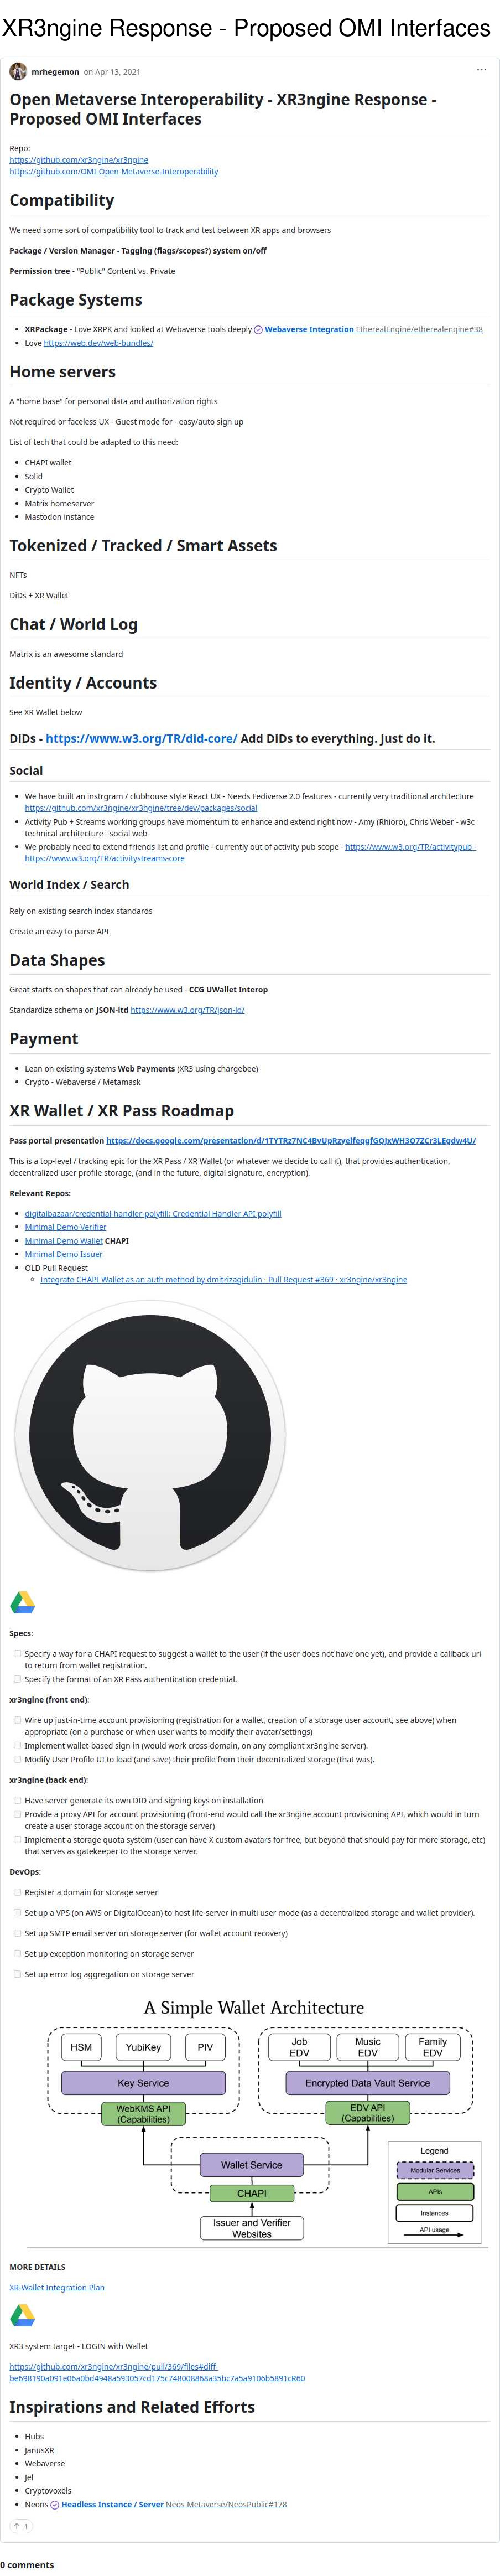 XR3ngine Response - Proposed OMI Interfaces
mrhegemon on Apr 13, 2021
Open Metaverse Interoperability - XR3ngine Response -
Proposed OMI Interfaces
Repo:
https://github.com/xr3ngine/xr3ngine
https://github.com/OMI-Open-Metaverse-Interoperability
Compatibility
We need some sort of compatibility tool to track and test between XR apps and browsers
Package / Version Manager - Tagging (flags/scopes?) system on/off
Permission tree - "Public" Content vs. Private
Package Systems
XRPackage - Love XRPK and looked at Webaverse tools deeply Webaverse Integration EtherealEngine/etherealengine#38
Love https://web.dev/web-bundles/
Home servers
A "home base" for personal data and authorization rights
Not required or faceless UX - Guest mode for - easy/auto sign up
List of tech that could be adapted to this need:
CHAPI wallet
Solid
Crypto Wallet
Matrix homeserver
Mastodon instance
Tokenized / Tracked / Smart Assets
NFTs
DiDs + XR Wallet
Chat / World Log
Matrix is an awesome standard
Identity / Accounts
See XR Wallet below
DiDs - https://www.w3.org/TR/did-core/ Add DiDs to everything. Just do it.
Social
We have built an instrgram / clubhouse style React UX - Needs Fediverse 2.0 features - currently very traditional architecture
https://github.com/xr3ngine/xr3ngine/tree/dev/packages/social
Activity Pub + Streams working groups have momentum to enhance and extend right now - Amy (Rhioro), Chris Weber - w3c
technical architecture - social web
We probably need to extend friends list and profile - currently out of activity pub scope - https://www.w3.org/TR/activitypub -
https://www.w3.org/TR/activitystreams-core
World Index / Search
Rely on existing search index standards
Create an easy to parse API
Data Shapes
Great starts on shapes that can already be used - CCG UWallet Interop
Standardize schema on JSON-ltd https://www.w3.org/TR/json-ld/
Payment
Lean on existing systems Web Payments (XR3 using chargebee)
Crypto - Webaverse / Metamask
XR Wallet / XR Pass Roadmap
Pass portal presentation https://docs.google.com/presentation/d/1TYTRz7NC4BvUpRzyelfeqgfGQJxWH3O7ZCr3LEgdw4U/
This is a top-level / tracking epic for the XR Pass / XR Wallet (or whatever we decide to call it), that provides authentication,
decentralized user profile storage, (and in the future, digital signature, encryption).
Relevant Repos:
digitalbazaar/credential-handler-polyfill: Credential Handler API polyfill
Minimal Demo Verifier
Minimal Demo Wallet CHAPI
Minimal Demo Issuer
OLD Pull Request
Integrate CHAPI Wallet as an auth method by dmitrizagidulin · Pull Request #369 · xr3ngine/xr3ngine
Specs:
Specify a way for a CHAPI request to suggest a wallet to the user (if the user does not have one yet), and provide a callback uri
to return from wallet registration.
Specify the format of an XR Pass authentication credential.
xr3ngine (front end):
Wire up just-in-time account provisioning (registration for a wallet, creation of a storage user account, see above) when
appropriate (on a purchase or when user wants to modify their avatar/settings)
Implement wallet-based sign-in (would work cross-domain, on any compliant xr3ngine server).
Modify User Profile UI to load (and save) their profile from their decentralized storage (that was).
xr3ngine (back end):
Have server generate its own DID and signing keys on installation
Provide a proxy API for account provisioning (front-end would call the xr3ngine account provisioning API, which would in turn
create a user storage account on the storage server)
Implement a storage quota system (user can have X custom avatars for free, but beyond that should pay for more storage, etc)
that serves as gatekeeper to the storage server.
DevOps:
Register a domain for storage server
Set up a VPS (on AWS or DigitalOcean) to host life-server in multi user mode (as a decentralized storage and wallet provider).
Set up SMTP email server on storage server (for wallet account recovery)
Set up exception monitoring on storage server
Set up error log aggregation on storage server
A Simple Wallet Architecture
HSM YubiKey PIV
Job EDV Music EDV Family EDV
Key Service
Encrypted Data Vault Service
WebKMS API
(Capabilities)
EDV API
(Capabilities)
Wallet Service
CHAPI
Issuer and Verifier
Websites
Legend
Modular Services
APIs
Instances
API usage
MORE DETAILS
XR-Wallet Integration Plan
XR3 system target - LOGIN with Wallet
https://github.com/xr3ngine/xr3ngine/pull/369/files#diff-
be698190a091e06a0bd4948a593057cd175c748008868a35bc7a5a9106b5891cR60
Inspirations and Related Efforts
Hubs
JanusXR
Webaverse
Jel
Cryptovoxels
Neons Headless Instance / Server Neos-Metaverse/NeosPublic#178
1
0 comments